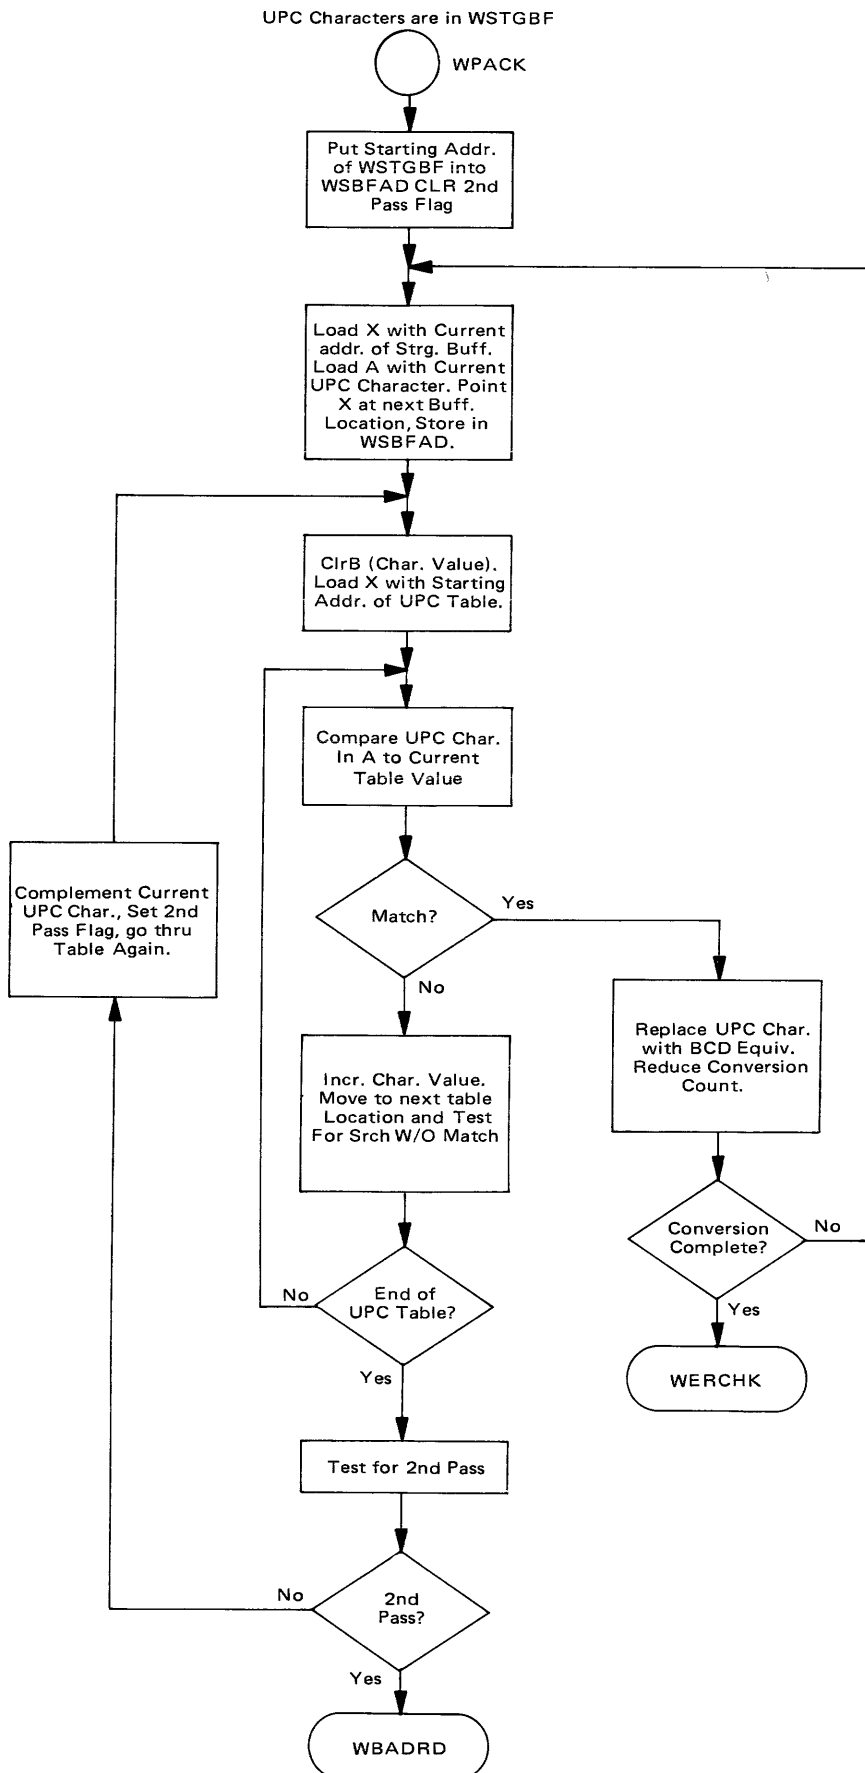 UPC Characters are in WSTGBF
WPACK
Put Starting Addr.
of WSTGBF into
WSBFAD CLR 2nd
Pass Flag
Load X with Current
addr. of Strg. Buff.
Load A with Current
UPC Character. Point
X at next Buff.
Location, Store in
WSBFAD.
ClrB (Char. Value).
Load X with Starting
Addr. of UPC Table.
Compare UPC Char.
In A to Current
Table Value
Complement Current
UPC Char., Set 2nd
Pass Flag, go thru
Table Again.
Match?
Yes
No
Replace UPC Char.
with BCD Equiv.
Reduce Conversion
Count.
Incr. Char. Value.
Move to next table
Location and Test
For Srch W/O Match
Conversion
Complete?
No
Yes
WERCHK
End of
UPC Table?
No
Yes
Test for 2nd Pass
2nd
Pass?
No
Yes
WBADRD